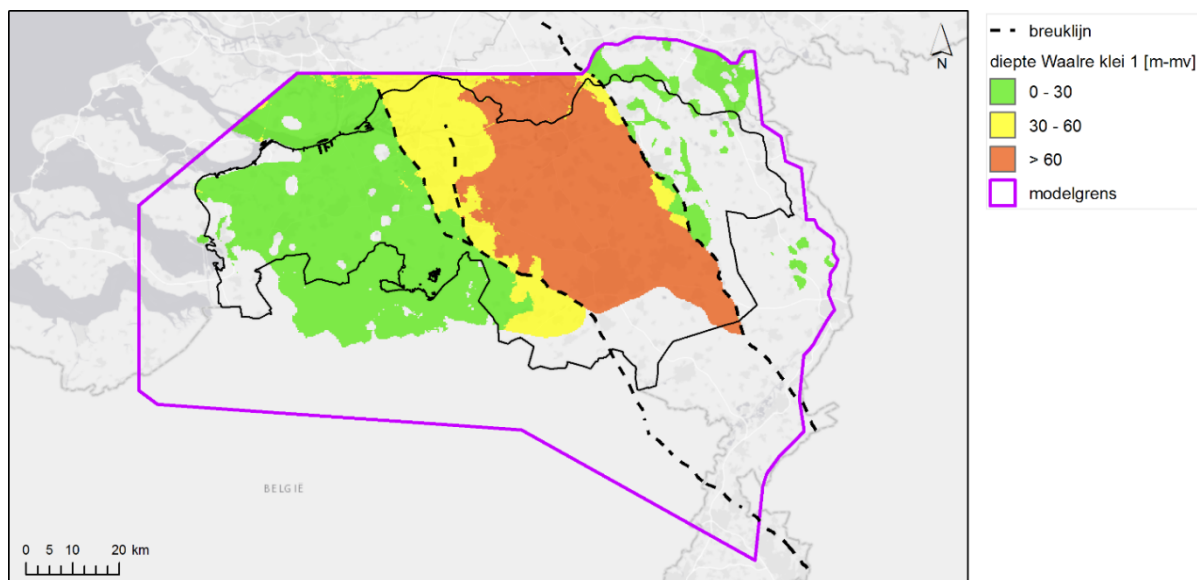 breuklijn
diepte Waalre klei 1 [m-mv]
0 - 30
30 - 60
> 60
modelgrens
N
BELGIË
0 5 10 20 km